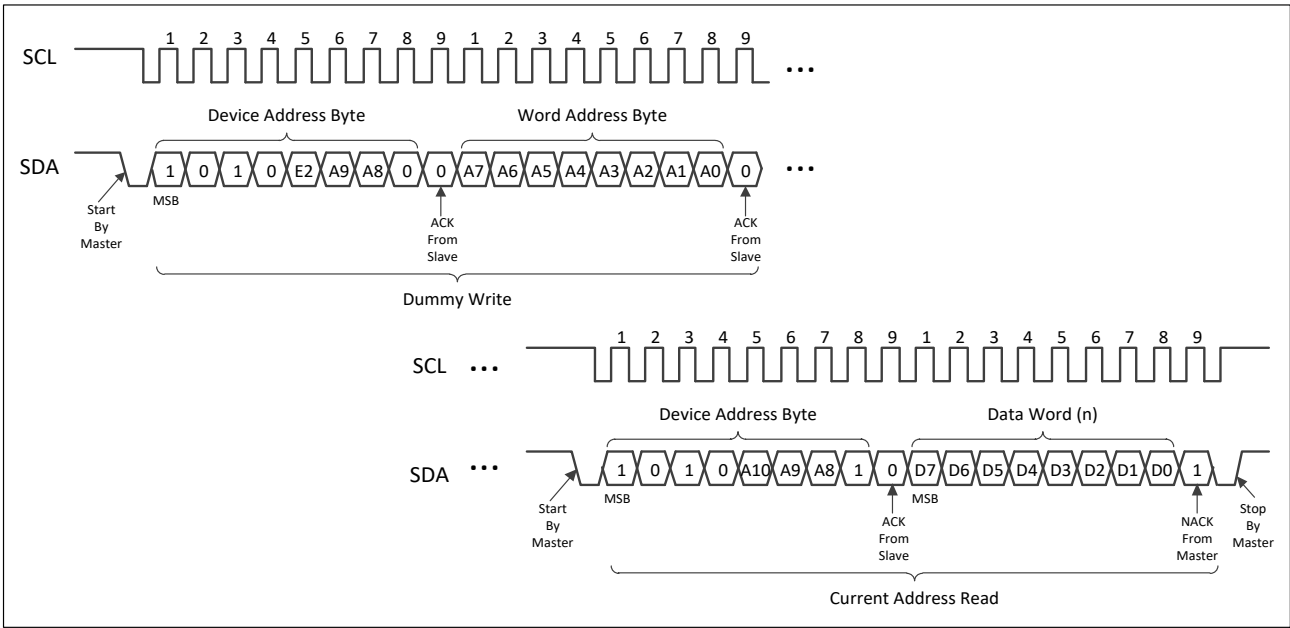 1 2 3 4 5 6 7 8 9 1 2 3 4 5 6 7 8 9
SCL ...
Device Address Byte Word Address Byte
SDA 1 0 1 0 E2 A9 A8 0 0 A7 A6 A5 A4 A3 A2 A1 A0 0 ...
MSB
Start
By
Master
ACK
From
Slave
ACK
From
Slave
Dummy Write
1 2 3 4 5 6 7 8 9 1 2 3 4 5 6 7 8 9
SCL ...
Device Address Byte Data Word (n)
SDA ... 1 0 1 0 A10 A9 A8 1 0 D7 D6 D5 D4 D3 D2 D1 D0 1
MSB MSB
Start
By
Master
ACK
From
Slave
NACK
From
Master
Stop
By
Master
Current Address Read